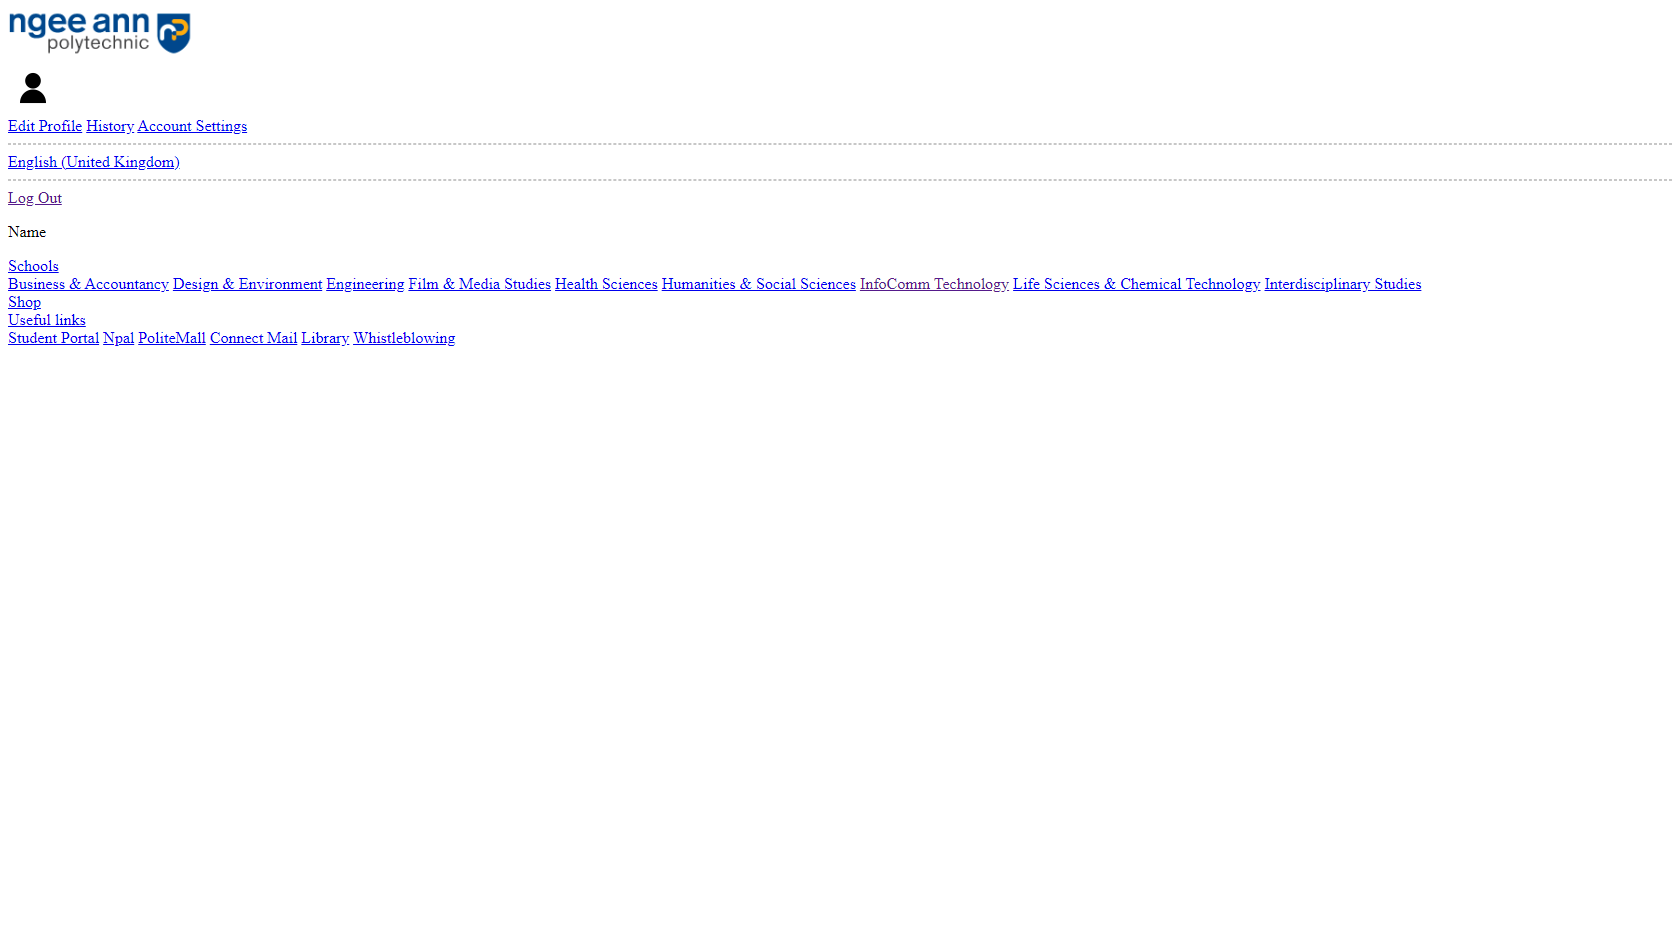 ngee ann
polytechnic
Edit Profile History Account Settings
English (United Kingdom)
Log Out
Name
Schools
Business & Accountancy Design & Environment Engineering Film & Media Studies Health Sciences Humanities & Social Sciences InfoComm Technology Life Sciences & Chemical Technology Interdisciplinary Studies
Shop
Useful links
Student Portal Npal PoliteMall Connect Mail Library Whistleblowing